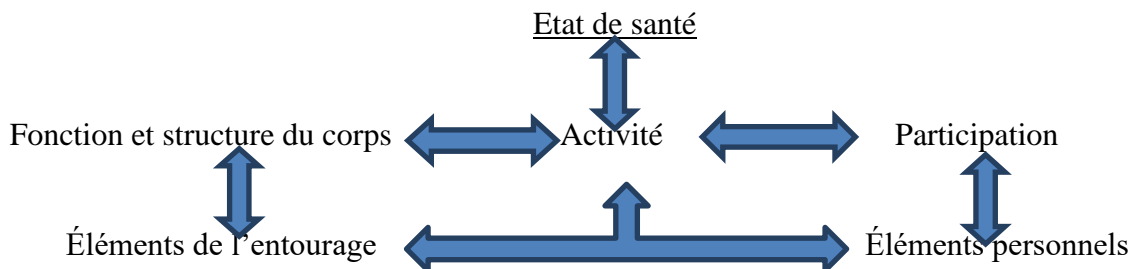 Etat de santé
Fonction et structure du corps Activité Participation
Éléments de l'entourage Éléments personnels